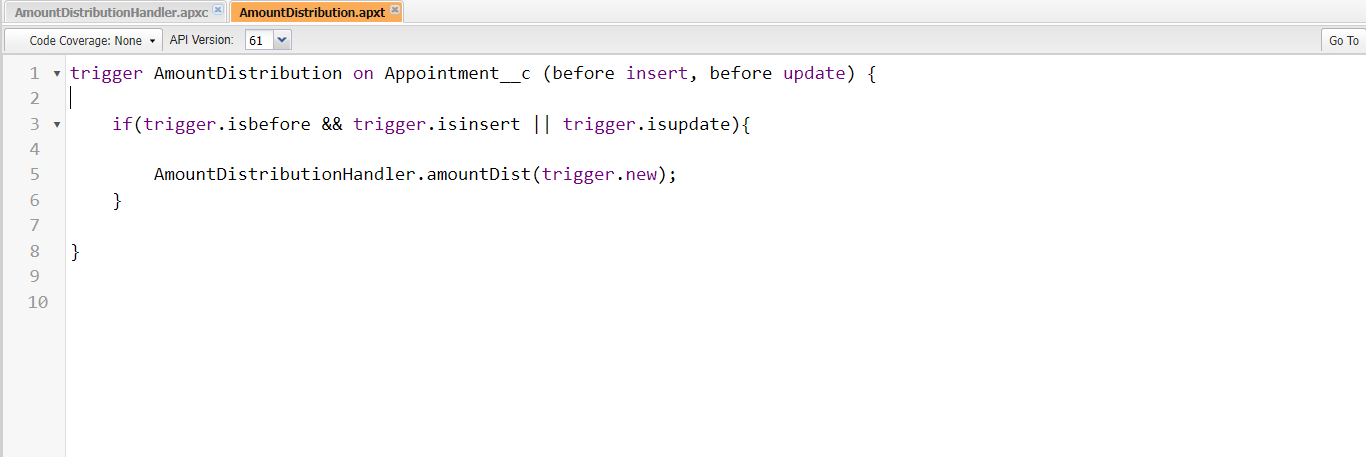 AmountDistributionHandler.apxc AmountDistribution.apxt
Code Coverage: None API Version: 61 Go To
1 trigger AmountDistribution on Appointment__c (before insert, before update) {
2
3 if(trigger.isbefore && trigger.isinsert || trigger.isupdate){
4
5 AmountDistributionHandler.amountDist(trigger.new);
6 }
7
8 }
9
10